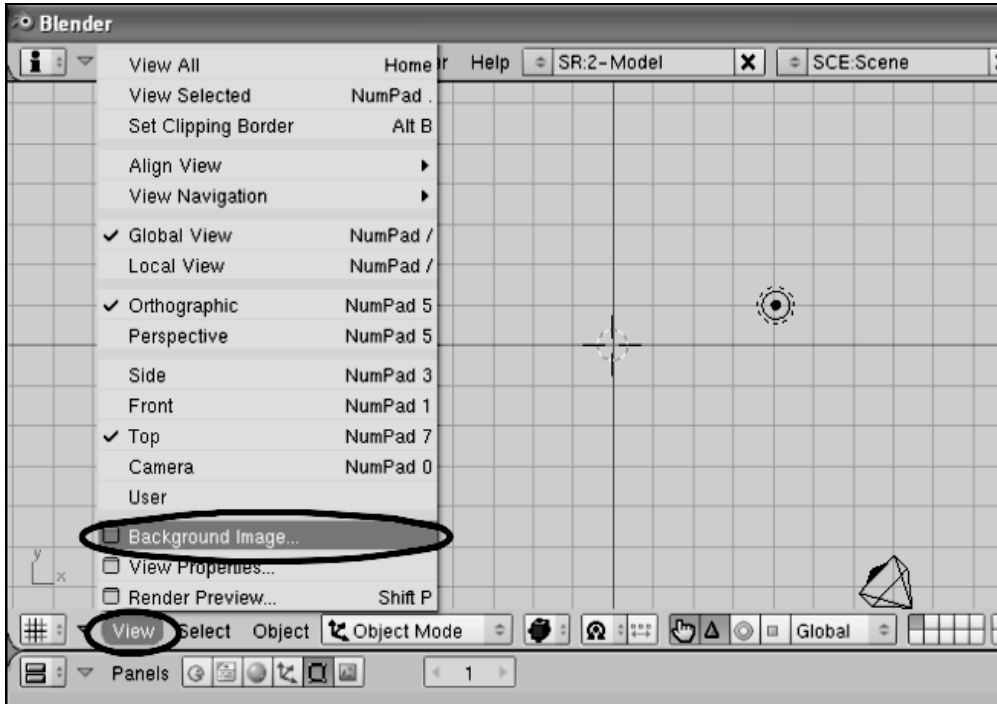 Blender
Help SR:2-Model X SCE:Scene
View All Home
View Selected NumPad .
Set Clipping Border Alt B
Align View
View Navigation
Global View NumPad /
Local View NumPad /
Orthographic NumPad 5
Perspective NumPad 5
Side NumPad 3
Front NumPad 1
Top NumPad 7
Camera NumPad 0
User
Background Image...
View Properties...
Render Preview... Shift P
y
x
View Select Object Object Mode Global
Panels 1